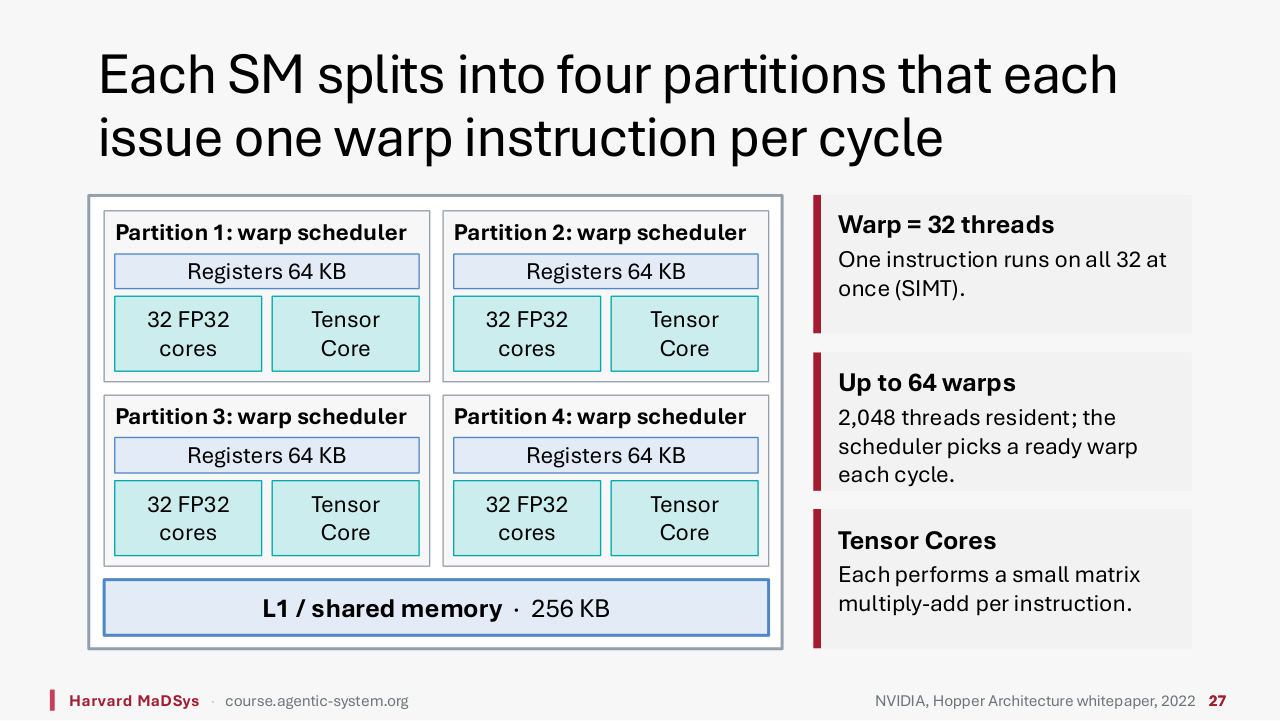 Each SM splits into four partitions that each
issue one warp instruction per cycle
Partition 1: warp scheduler
Registers 64 KB
32 FP32
cores
Tensor
Core
Partition 2: warp scheduler
Registers 64 KB
32 FP32
cores
Tensor
Core
Partition 3: warp scheduler
Registers 64 KB
32 FP32
cores
Tensor
Core
Partition 4: warp scheduler
Registers 64 KB
32 FP32
cores
Tensor
Core
L1 / shared memory · 256 KB
Warp = 32 threads
One instruction runs on all 32 at
once (SIMT).
Up to 64 warps
2,048 threads resident; the
scheduler picks a ready warp
each cycle.
Tensor Cores
Each performs a small matrix
multiply-add per instruction.
Harvard MaDSys · course.agentic-system.org
NVIDIA, Hopper Architecture whitepaper, 2022 27